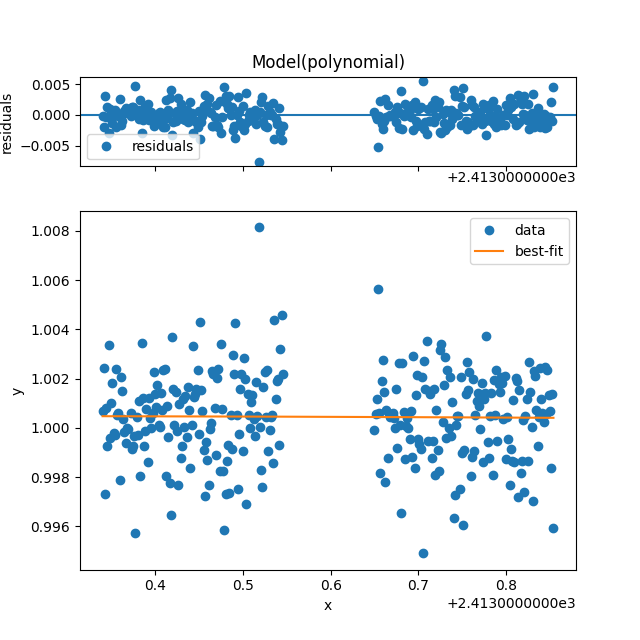 Model(polynomial)
residuals
0.005
0.000
−0.005
residuals
+2.4130000000e3
y
1.008
1.006
1.004
1.002
1.000
0.998
0.996
data
best-fit
0.4
0.5
0.6
0.7
0.8
x
+2.4130000000e3